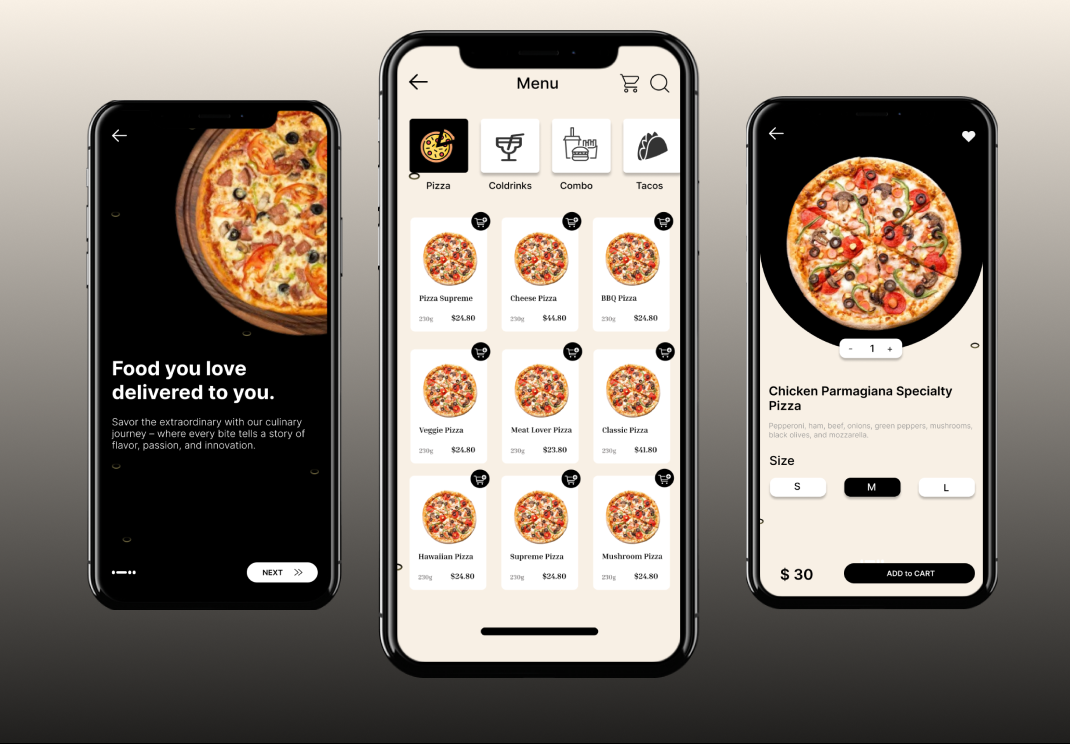 Food you love
delivered to you.
Savor the extraordinary with our culinary
journey – where every bite tells a story of
flavor, passion, and innovation.
NEXT
Menu
Pizza
Coldrinks
Combo
Tacos
Pizza Supreme
230g $24.80
Cheese Pizza
230g $44.80
BBQ Pizza
230g $24.80
Veggie Pizza
230g $24.80
Meat Lover Pizza
230g $23.80
Classic Pizza
230g $41.80
Hawaiian Pizza
230g $24.80
Supreme Pizza
230g $24.80
Mushroom Pizza
230g $24.80
- 1 +
Chicken Parmagiana Specialty
Pizza
Pepperoni, ham, beef, onions, green peppers, mushrooms,
black olives, and mozzarella.
Size
S M L
$ 30
ADD to CART